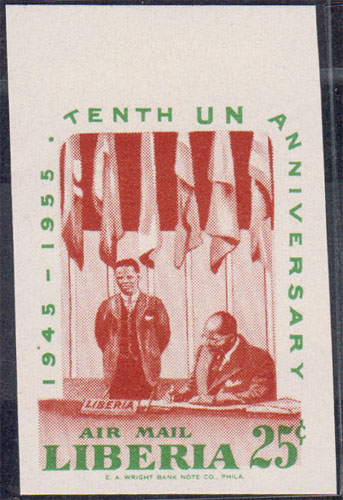 1945 – 1955 · TENTH UN ANNIVERSARY
LIBERIA
AIR MAIL
LIBERIA 25¢
E. A. WRIGHT BANK NOTE CO., PHILA.